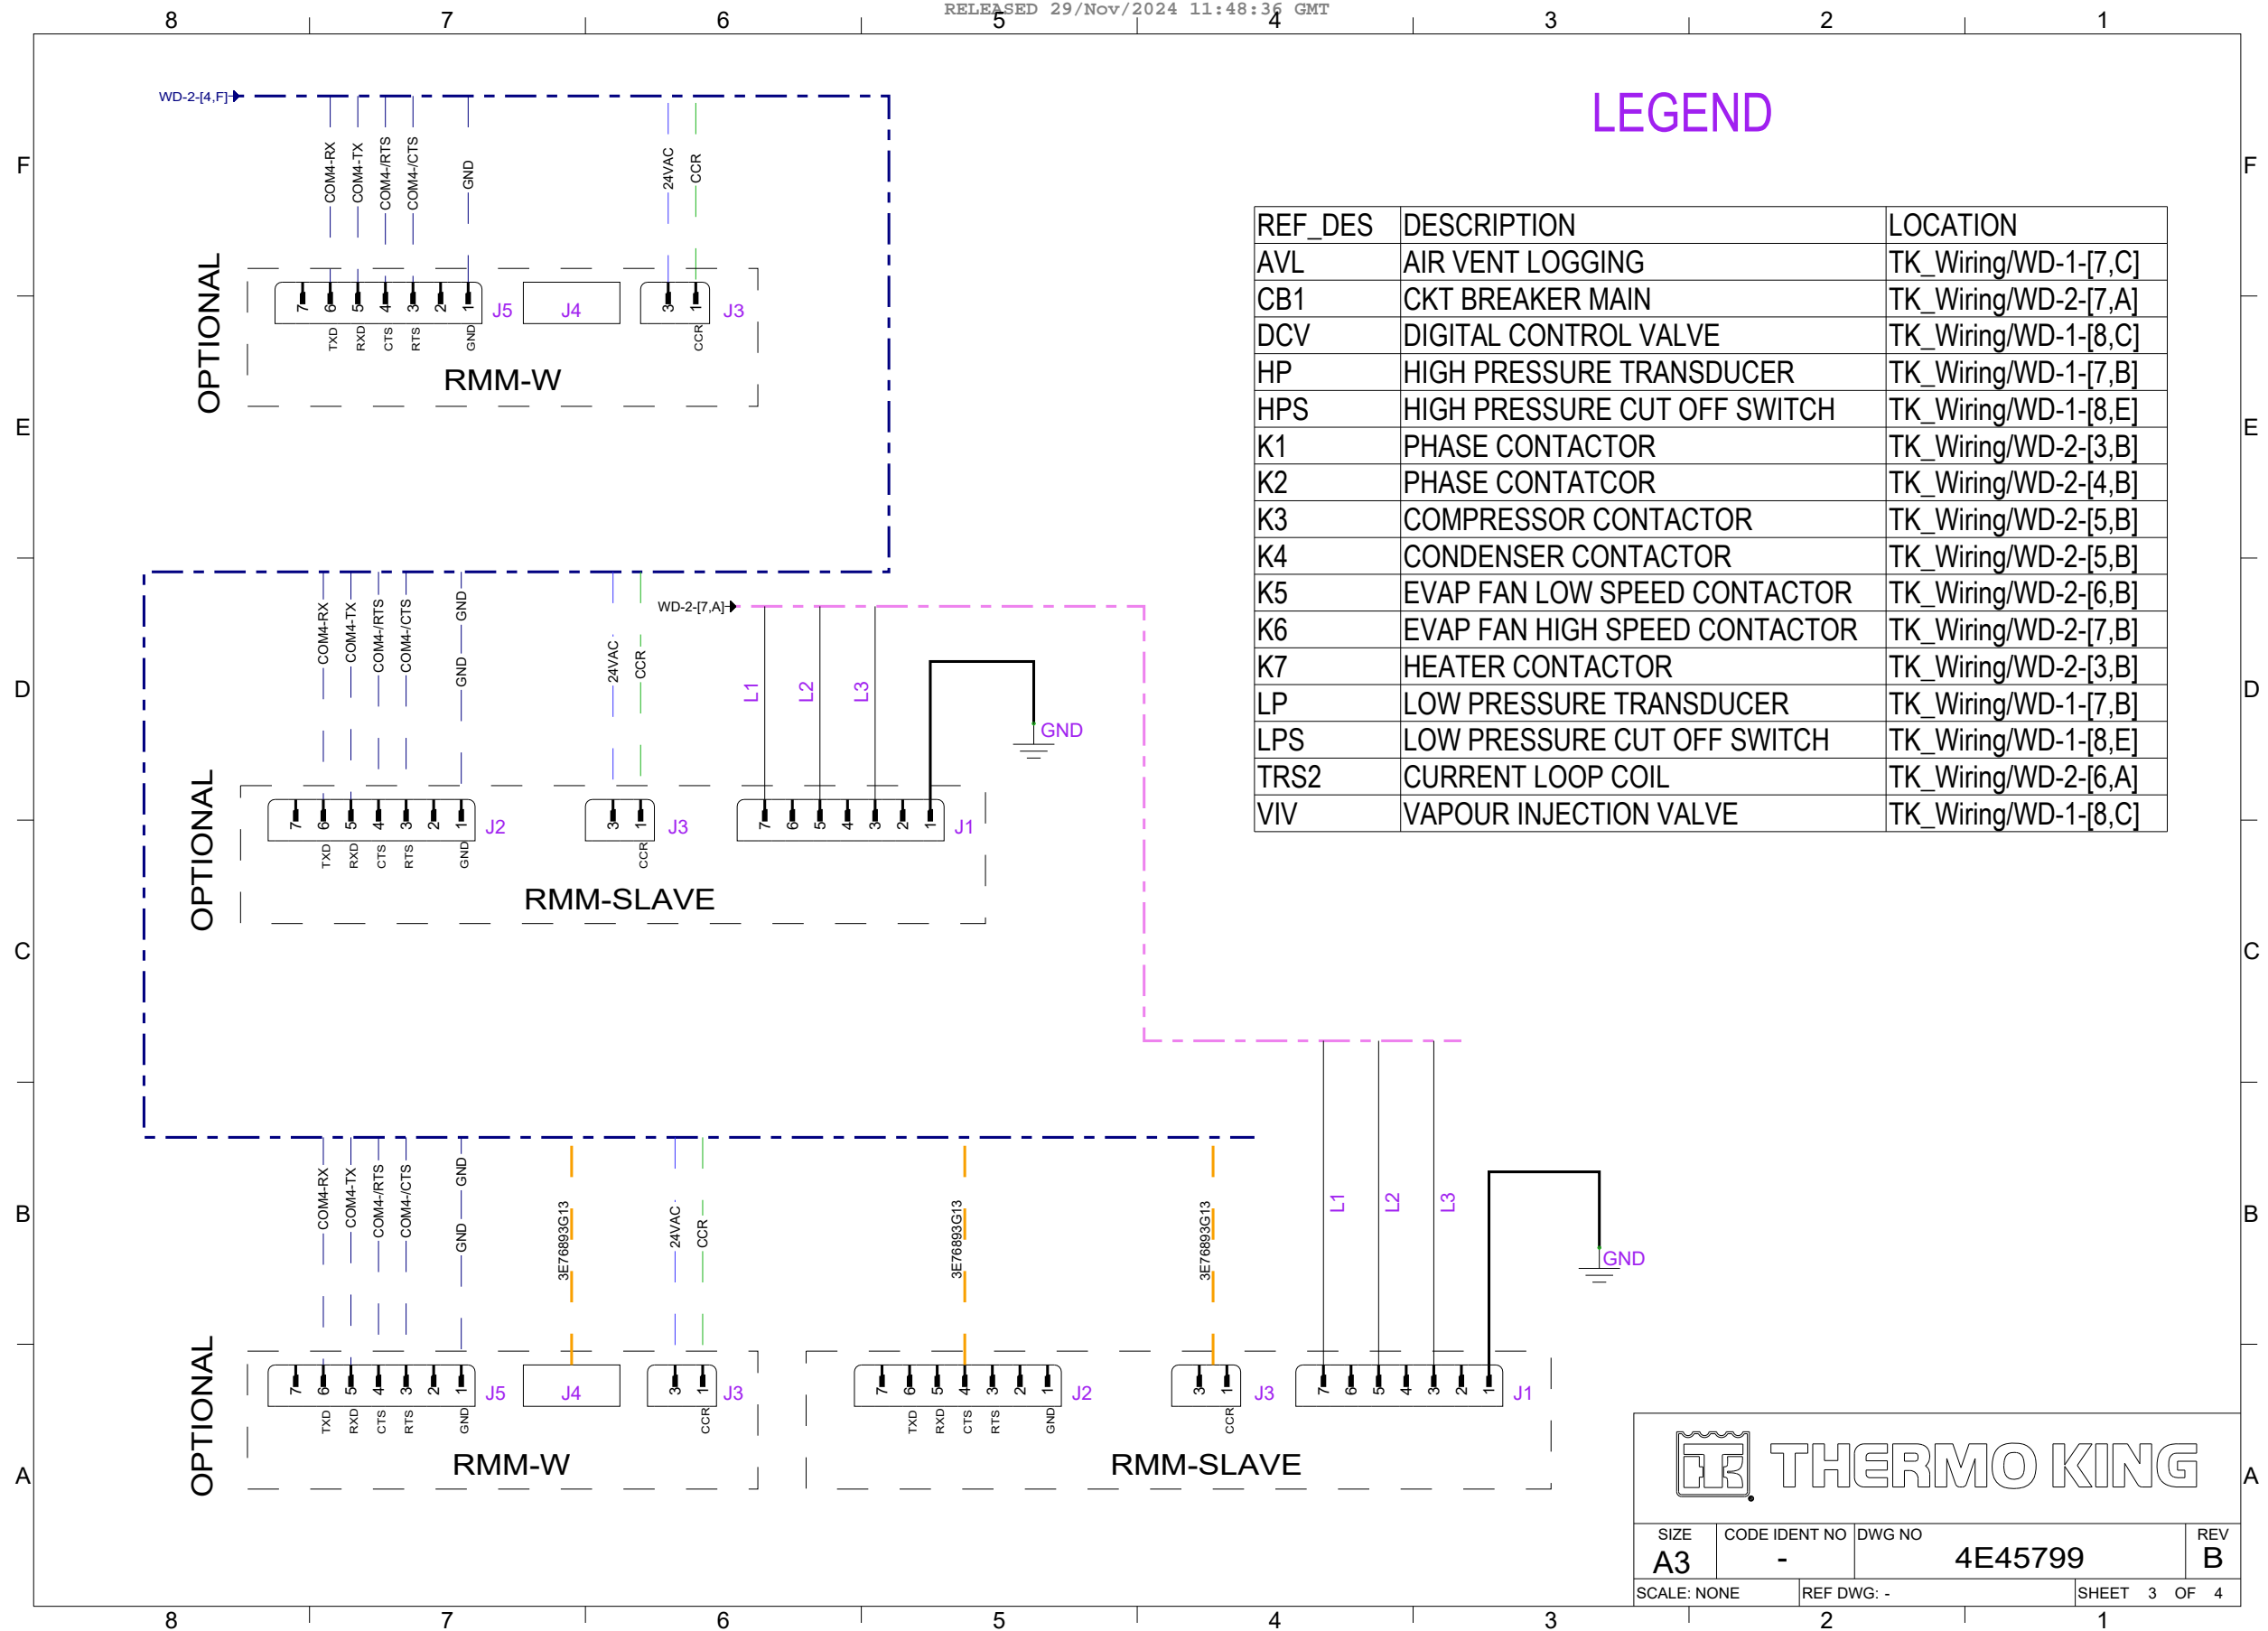 RELEASED 29/Nov/2024 11:48:36 GMT
8 7 6 5 4 3 2 1
F
E
D
C
B
A
F
E
D
C
B
A
WD-2-[4,F]
COM4-RX
COM4-TX
COM4-/RTS
COM4-/CTS
GND
24VAC
CCR
OPTIONAL
7 6 5 4 3 2 1
J5
J4
3 1
J3
TXD RXD CTS RTS GND
CCR
RMM-W
LEGEND
REF_DES DESCRIPTION LOCATION
AVL AIR VENT LOGGING TK_Wiring/WD-1-[7,C]
CB1 CKT BREAKER MAIN TK_Wiring/WD-2-[7,A]
DCV DIGITAL CONTROL VALVE TK_Wiring/WD-1-[8,C]
HP HIGH PRESSURE TRANSDUCER TK_Wiring/WD-1-[7,B]
HPS HIGH PRESSURE CUT OFF SWITCH TK_Wiring/WD-1-[8,E]
K1 PHASE CONTACTOR TK_Wiring/WD-2-[3,B]
K2 PHASE CONTATCOR TK_Wiring/WD-2-[4,B]
K3 COMPRESSOR CONTACTOR TK_Wiring/WD-2-[5,B]
K4 CONDENSER CONTACTOR TK_Wiring/WD-2-[5,B]
K5 EVAP FAN LOW SPEED CONTACTOR TK_Wiring/WD-2-[6,B]
K6 EVAP FAN HIGH SPEED CONTACTOR TK_Wiring/WD-2-[7,B]
K7 HEATER CONTACTOR TK_Wiring/WD-2-[3,B]
LP LOW PRESSURE TRANSDUCER TK_Wiring/WD-1-[7,B]
LPS LOW PRESSURE CUT OFF SWITCH TK_Wiring/WD-1-[8,E]
TRS2 CURRENT LOOP COIL TK_Wiring/WD-2-[6,A]
VIV VAPOUR INJECTION VALVE TK_Wiring/WD-1-[8,C]
COM4-RX
COM4-TX
COM4-/RTS
COM4-/CTS
GND
GND
24VAC
CCR
WD-2-[7,A]
L1
L2
L3
GND
OPTIONAL
7 6 5 4 3 2 1
J2
3 1
J3
7 6 5 4 3 2 1
J1
TXD RXD CTS RTS GND
CCR
RMM-SLAVE
COM4-RX
COM4-TX
COM4-/RTS
COM4-/CTS
GND
GND
3E76893G13
24VAC
CCR
3E76893G13
3E76893G13
L1
L2
L3
GND
OPTIONAL
7 6 5 4 3 2 1
J5
J4
3 1
J3
TXD RXD CTS RTS GND
CCR
RMM-W
7 6 5 4 3 2 1
J2
3 1
J3
7 6 5 4 3 2 1
J1
TXD RXD CTS RTS GND
CCR
RMM-SLAVE
TK
THERMO KING
SIZE
A3
CODE IDENT NO
-
DWG NO
4E45799
REV
B
SCALE: NONE
REF DWG: -
SHEET 3 OF 4
8 7 6 5 4 3 2 1